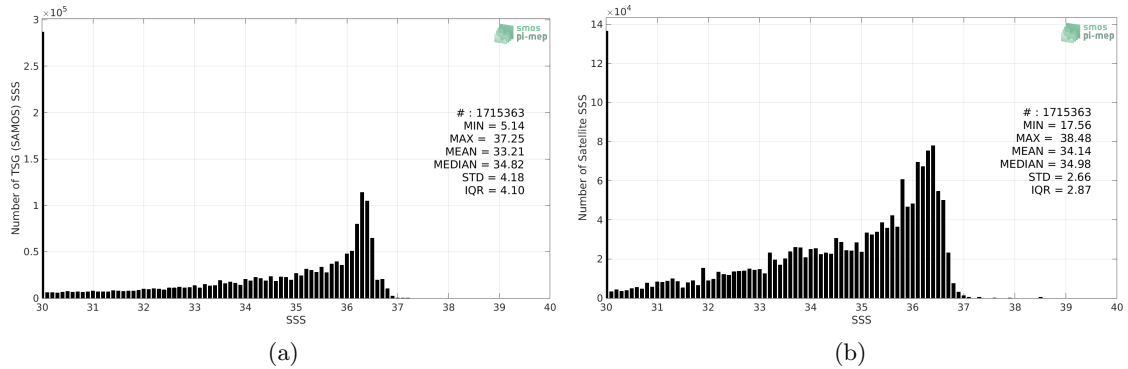 3
×10⁵
2.5
2
1.5
1
0.5
0
Number of TSG (SAMOS) SSS
30 31 32 33 34 35 36 37 38 39 40
SSS
smos
pi-mep
# : 1715363
MIN = 5.14
MAX = 37.25
MEAN = 33.21
MEDIAN = 34.82
STD = 4.18
IQR = 4.10
(a)
14
×10⁴
12
10
8
6
4
2
0
Number of Satellite SSS
30 31 32 33 34 35 36 37 38 39 40
SSS
smos
pi-mep
# : 1715363
MIN = 17.56
MAX = 38.48
MEAN = 34.14
MEDIAN = 34.98
STD = 2.66
IQR = 2.87
(b)